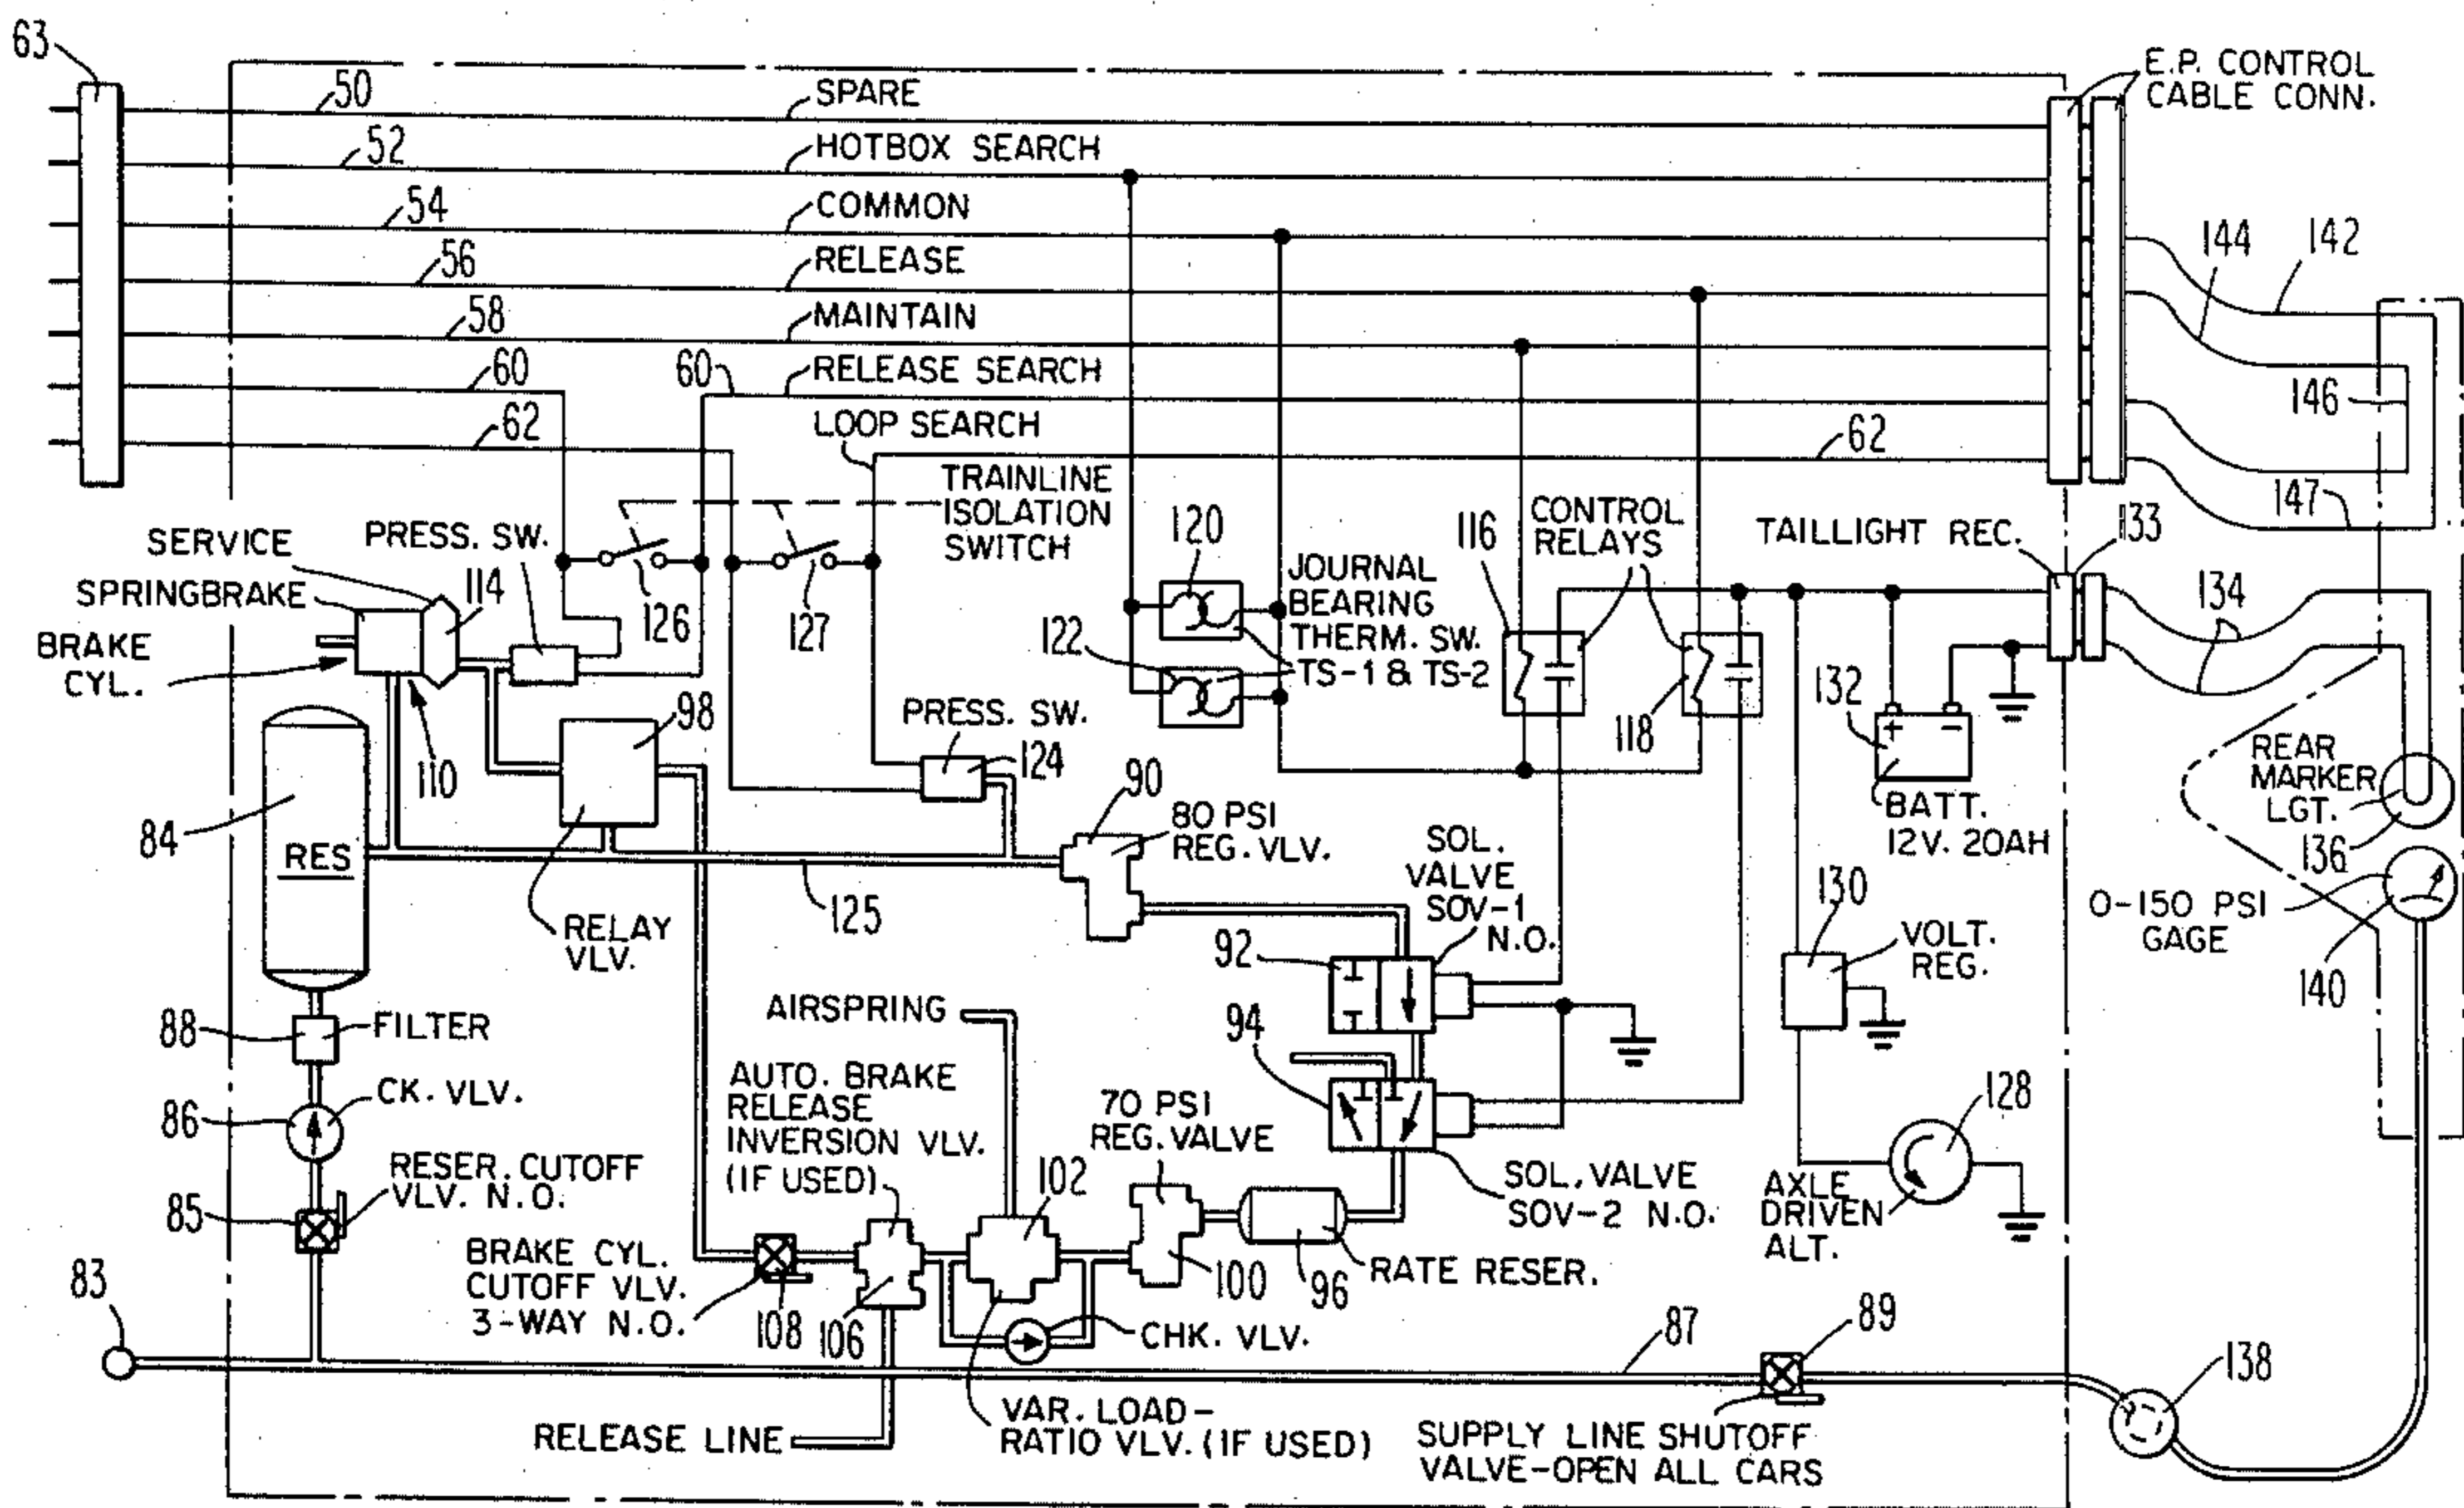 63
50
SPARE
E.P. CONTROL
CABLE CONN.
52
HOTBOX SEARCH
54
COMMON
56
RELEASE
144
142
58
MAINTAIN
60
60
RELEASE SEARCH
146
62
LOOP SEARCH
62
TRAINLINE
ISOLATION
SWITCH
147
SERVICE
PRESS. SW.
SPRINGBRAKE
114
BRAKE
CYL.
126
127
120
122
JOURNAL
BEARING
THERM. SW.
TS-1 & TS-2
116
CONTROL
RELAYS
118
TAILLIGHT REC.
133
134
98
110
PRESS. SW.
124
132
+
−
BATT.
12V. 20AH
REAR
MARKER
LGT.
136
84
RES
RELAY
VLV.
125
90
80 PSI
REG. VLV.
SOL.
VALVE
SOV-1
N.O.
92
130
VOLT.
REG.
0-150 PSI
GAGE
140
88
FILTER
AIRSPRING
94
86
CK. VLV.
AUTO. BRAKE
RELEASE
INVERSION VLV.
(IF USED)
102
70 PSI
REG. VALVE
128
AXLE
DRIVEN
ALT.
RESER. CUTOFF
VLV. N.O.
85
SOL. VALVE
SOV-2 N.O.
83
BRAKE CYL.
CUTOFF VLV.
3-WAY N.O.
108
106
100
96
RATE RESER.
CHK. VLV.
87
89
138
RELEASE LINE
VAR. LOAD-
RATIO VLV. (IF USED)
SUPPLY LINE SHUTOFF
VALVE-OPEN ALL CARS